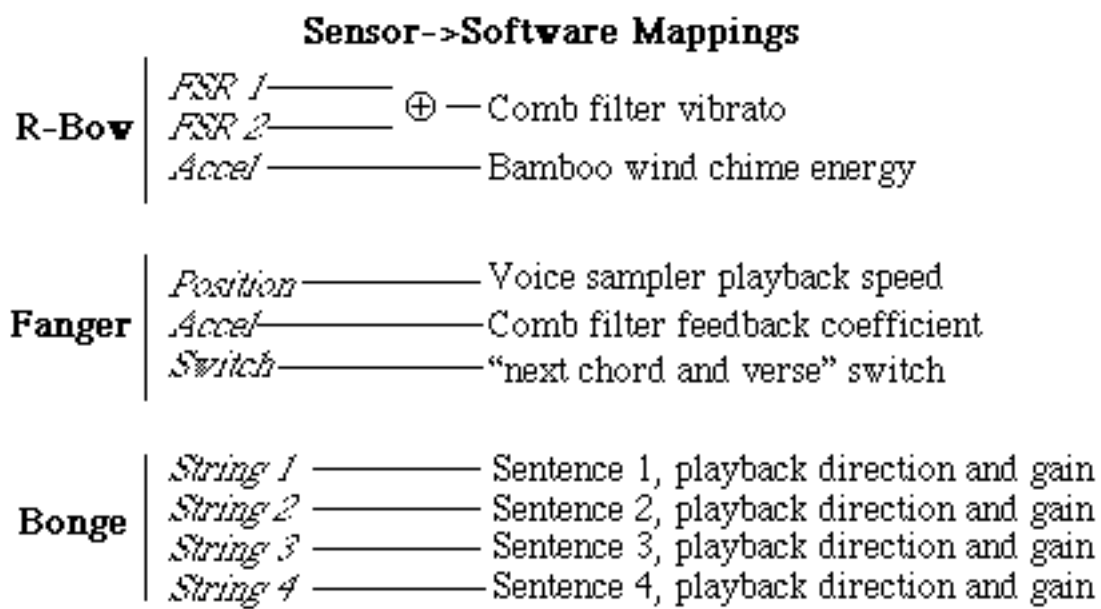 Sensor->Software Mappings
R-Bow
FSR 1
FSR 2
⊕
Comb filter vibrato
Accel
Bamboo wind chime energy
Fanger
Position
Voice sampler playback speed
Accel
Comb filter feedback coefficient
Switch
“next chord and verse” switch
Bonge
String 1
Sentence 1, playback direction and gain
String 2
Sentence 2, playback direction and gain
String 3
Sentence 3, playback direction and gain
String 4
Sentence 4, playback direction and gain